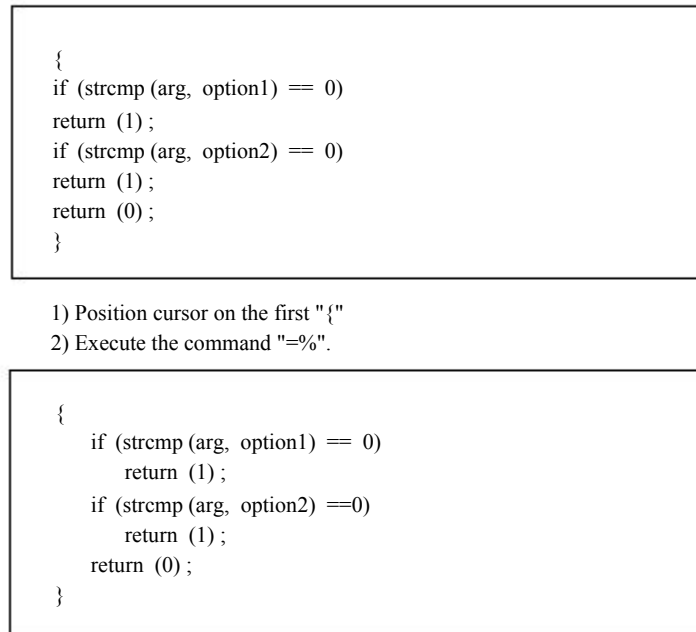 {
if (strcmp (arg, option1) == 0)
return (1) ;
if (strcmp (arg, option2) == 0)
return (1) ;
return (0) ;
}
1) Position cursor on the first "{"
2) Execute the command "=%".
{
if (strcmp (arg, option1) == 0)
return (1) ;
if (strcmp (arg, option2) ==0)
return (1) ;
return (0) ;
}